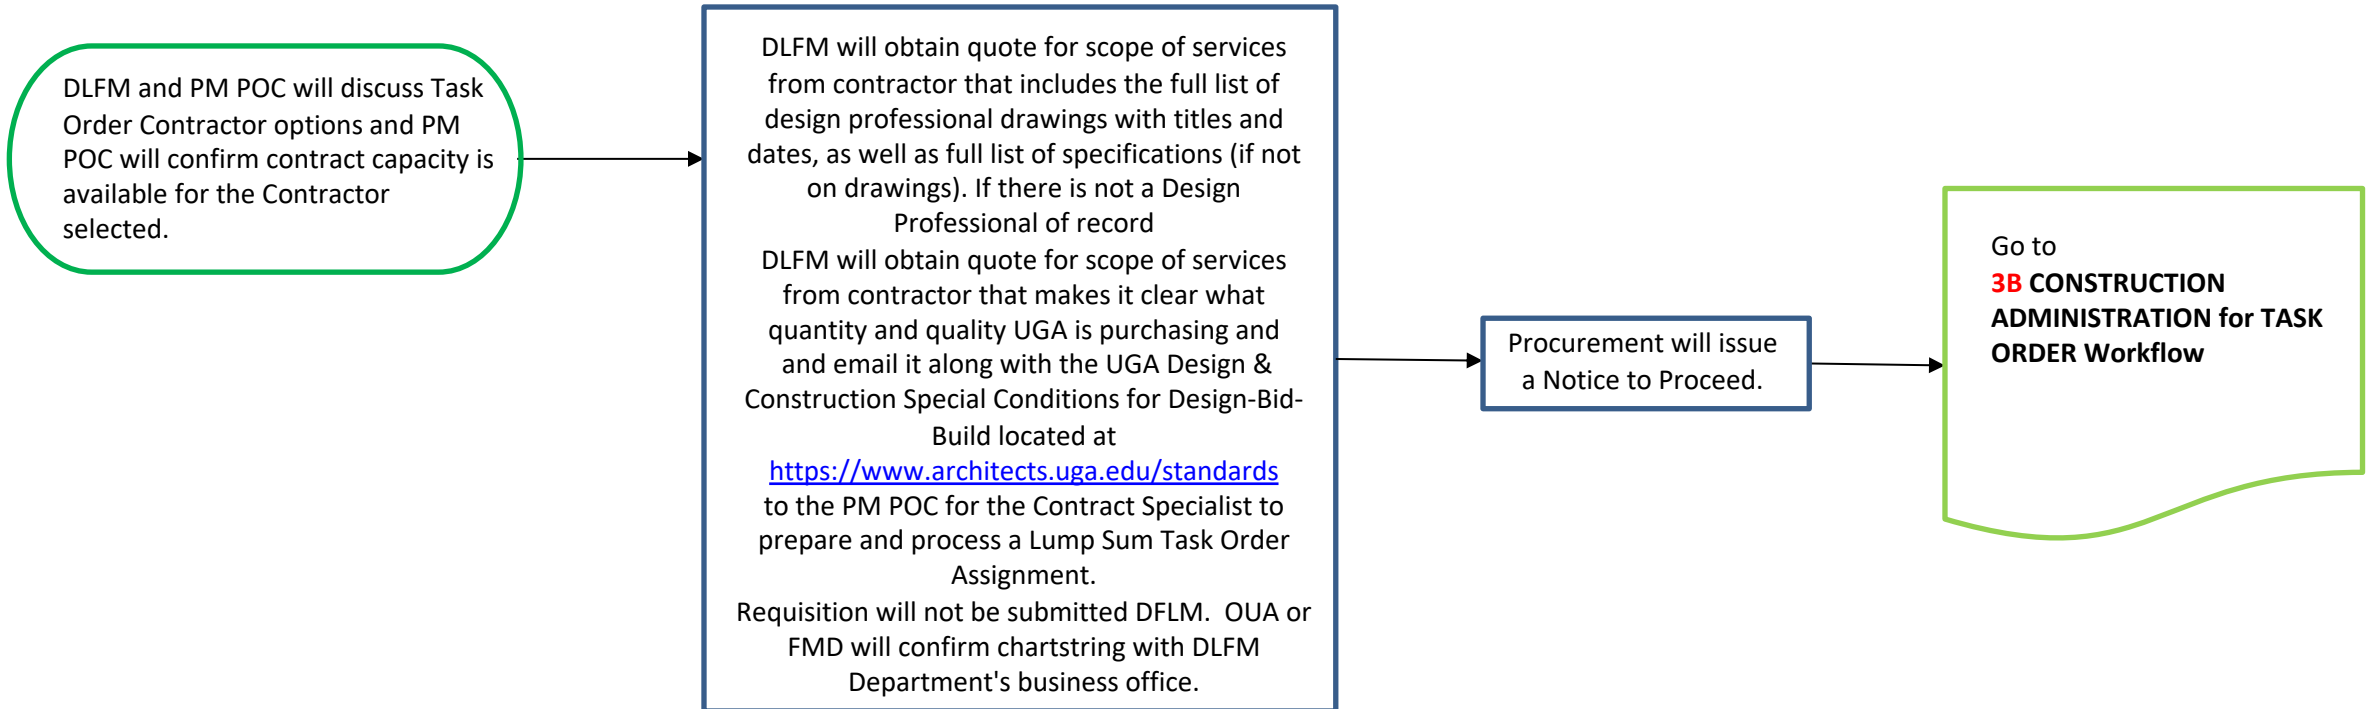 DLFM and PM POC will discuss Task
Order Contractor options and PM
POC will confirm contract capacity is
available for the Contractor
selected.
DLFM will obtain quote for scope of services
from contractor that includes the full list of
design professional drawings with titles and
dates, as well as full list of specifications (if not
on drawings). If there is not a Design
Professional of record
DLFM will obtain quote for scope of services
from contractor that makes it clear what
quantity and quality UGA is purchasing and
and email it along with the UGA Design &
Construction Special Conditions for Design-Bid-
Build located at
https://www.architects.uga.edu/standards
to the PM POC for the Contract Specialist to
prepare and process a Lump Sum Task Order
Assignment.
Requisition will not be submitted DFLM.  OUA or
FMD will confirm chartstring with DLFM
Department's business office.
Procurement will issue
a Notice to Proceed.
Go to
3B CONSTRUCTION
ADMINISTRATION for TASK
ORDER Workflow